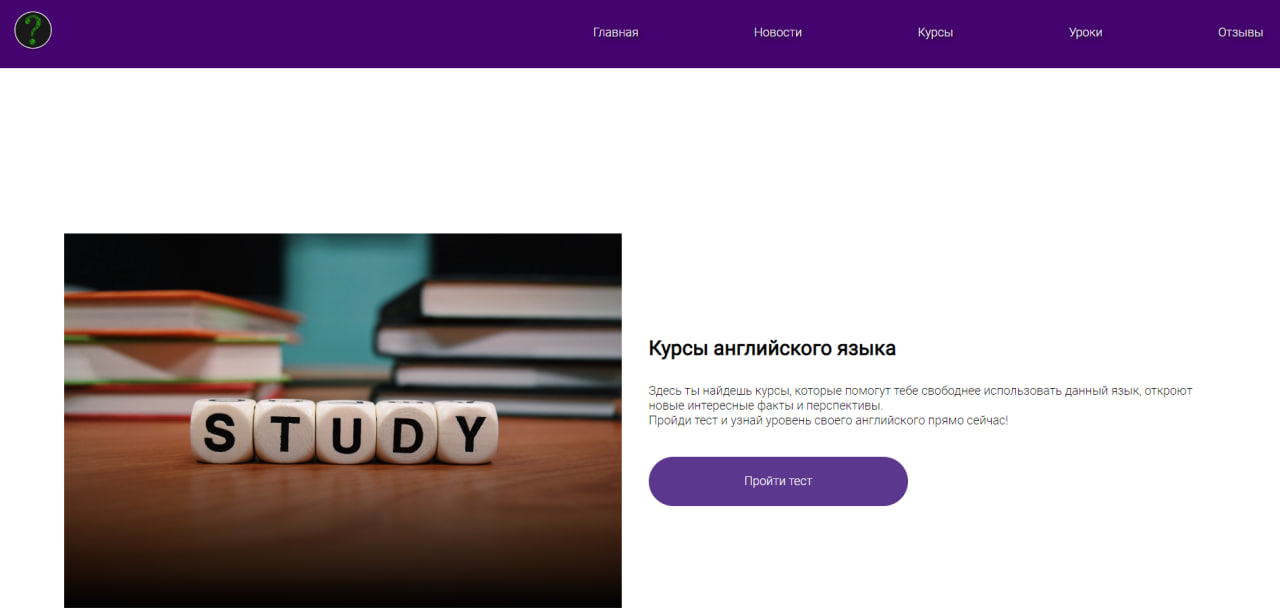 ?
Главная Новости Курсы Уроки Отзывы
STUDY
Курсы английского языка
Здесь ты найдешь курсы, которые помогут тебе свободнее использовать данный язык, откроют
новые интересные факты и перспективы.
Пройди тест и узнай уровень своего английского прямо сейчас!
Пройти тест